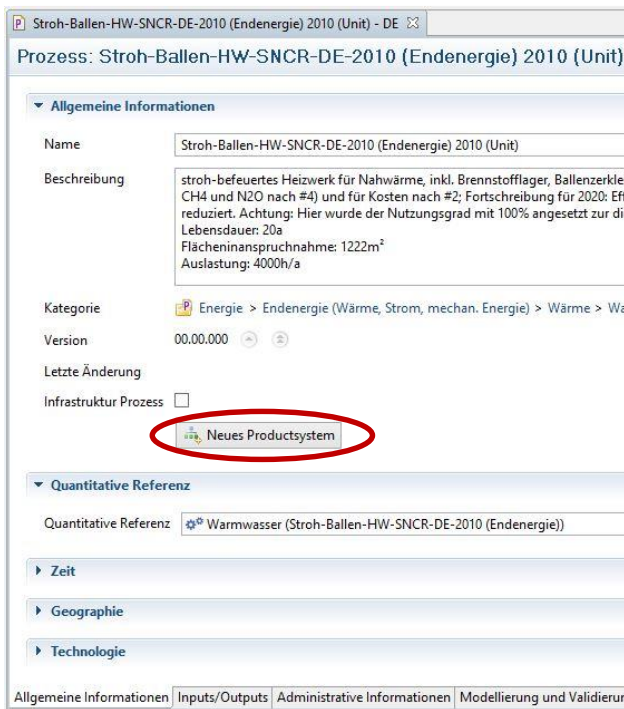 Stroh-Ballen-HW-SNCR-DE-2010 (Endenergie) 2010 (Unit) - DE
Prozess: Stroh-Ballen-HW-SNCR-DE-2010 (Endenergie) 2010 (Unit)
Allgemeine Informationen
Name Stroh-Ballen-HW-SNCR-DE-2010 (Endenergie) 2010 (Unit)
Beschreibung stroh-befeuertes Heizwerk für Nahwärme, inkl. Brennstofflager, Ballenzerkle
CH4 und N2O nach #4) und für Kosten nach #2; Fortschreibung für 2020: Eff
reduziert. Achtung: Hier wurde der Nutzungsgrad mit 100% angesetzt zur di
Lebensdauer: 20a
Flächeninanspruchnahme: 1222m²
Auslastung: 4000h/a
Kategorie P Energie > Endenergie (Wärme, Strom, mechan. Energie) > Wärme > Wa
Version 00.00.000
Letzte Änderung
Infrastruktur Prozess
Neues Productsystem
Quantitative Referenz
Quantitative Referenz Warmwasser (Stroh-Ballen-HW-SNCR-DE-2010 (Endenergie))
Zeit
Geographie
Technologie
Allgemeine Informationen Inputs/Outputs Administrative Informationen Modellierung und Validierun